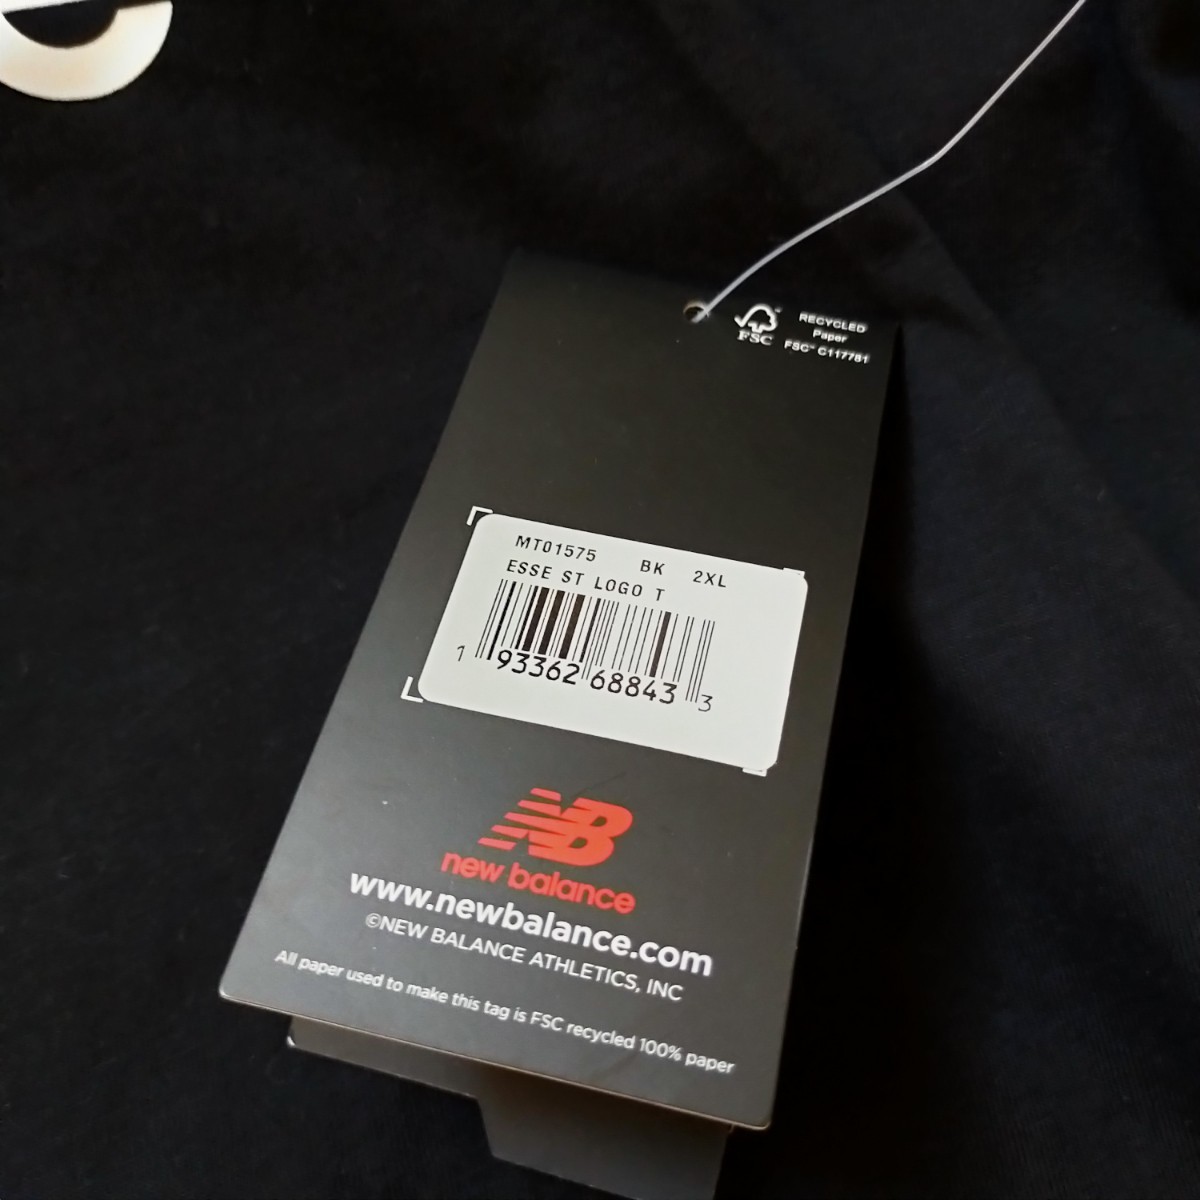 FSC
RECYCLED
Paper
FSC™ C117781
MT01575 BK 2XL
ESSE ST LOGO T
1 93362 68843 3
NB
new balance
www.newbalance.com
©NEW BALANCE ATHLETICS, INC
All paper used to make this tag is FSC recycled 100% paper